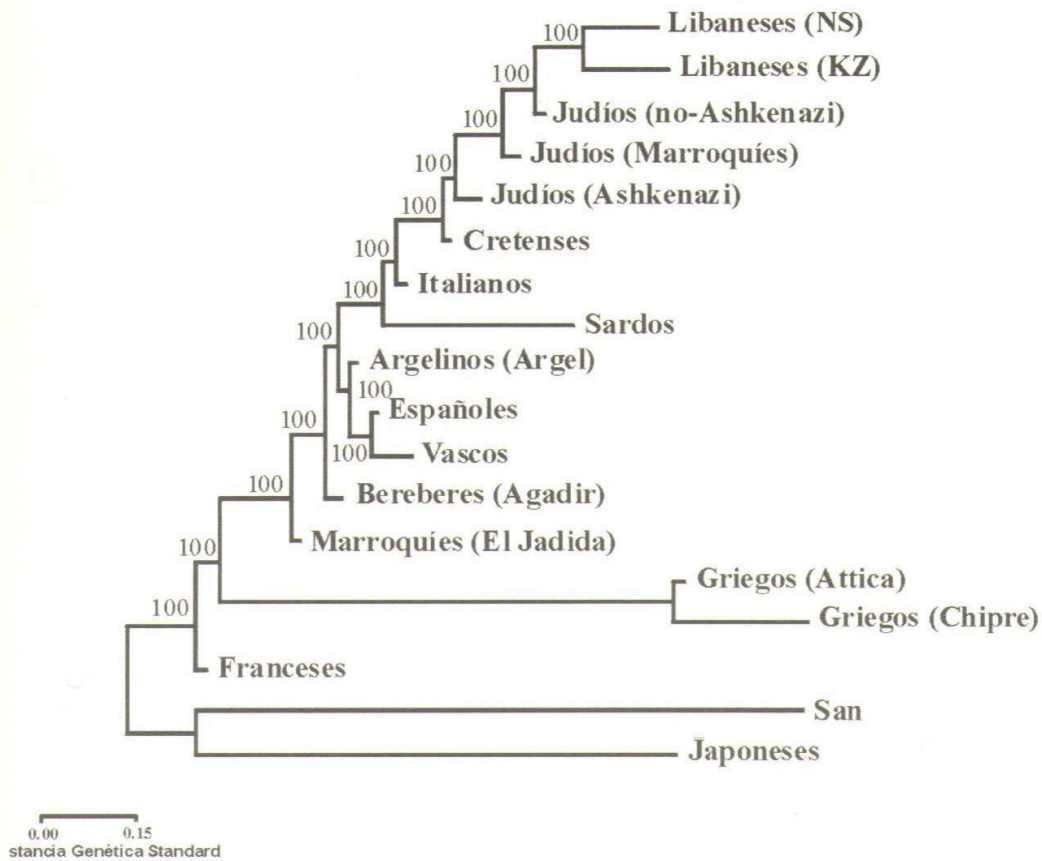 100
Libaneses (NS)
Libaneses (KZ)
100
Judíos (no-Ashkenazi)
100
Judíos (Marroquíes)
100
Judíos (Ashkenazi)
100
Cretenses
100
Italianos
100
Sardos
100
Argelinos (Argel)
100
Españoles
100
Vascos
100
Bereberes (Agadir)
100
Marroquíes (El Jadida)
100
Griegos (Attica)
Griegos (Chipre)
100
Franceses
San
Japoneses
0.00 0.15
stancia Genética Standard